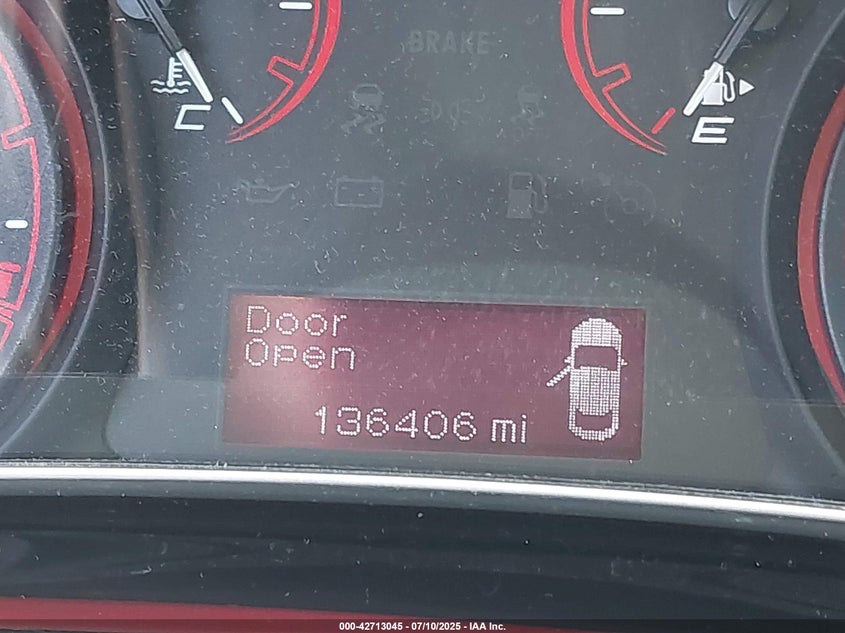 BRAKE
C
E
Door
Open
136406 mi
000-42713045 - 07/10/2025 - IAA Inc.